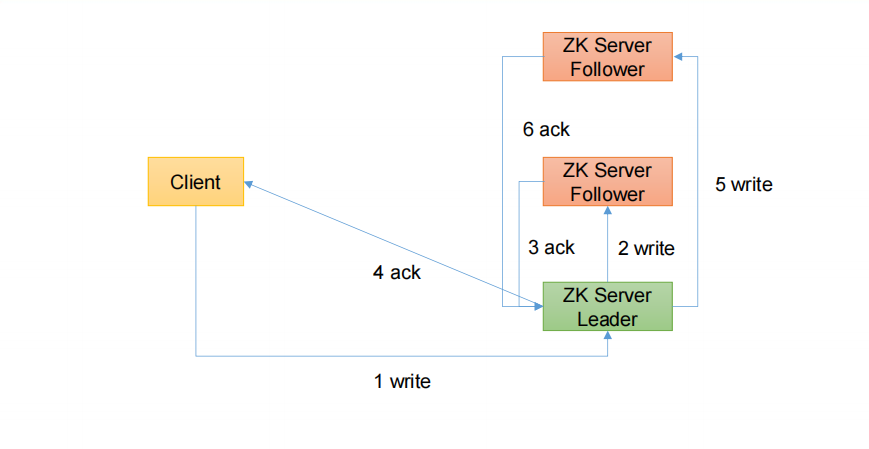 ZK Server
Follower
6 ack
Client
ZK Server
Follower
5 write
3 ack
2 write
4 ack
ZK Server
Leader
1 write